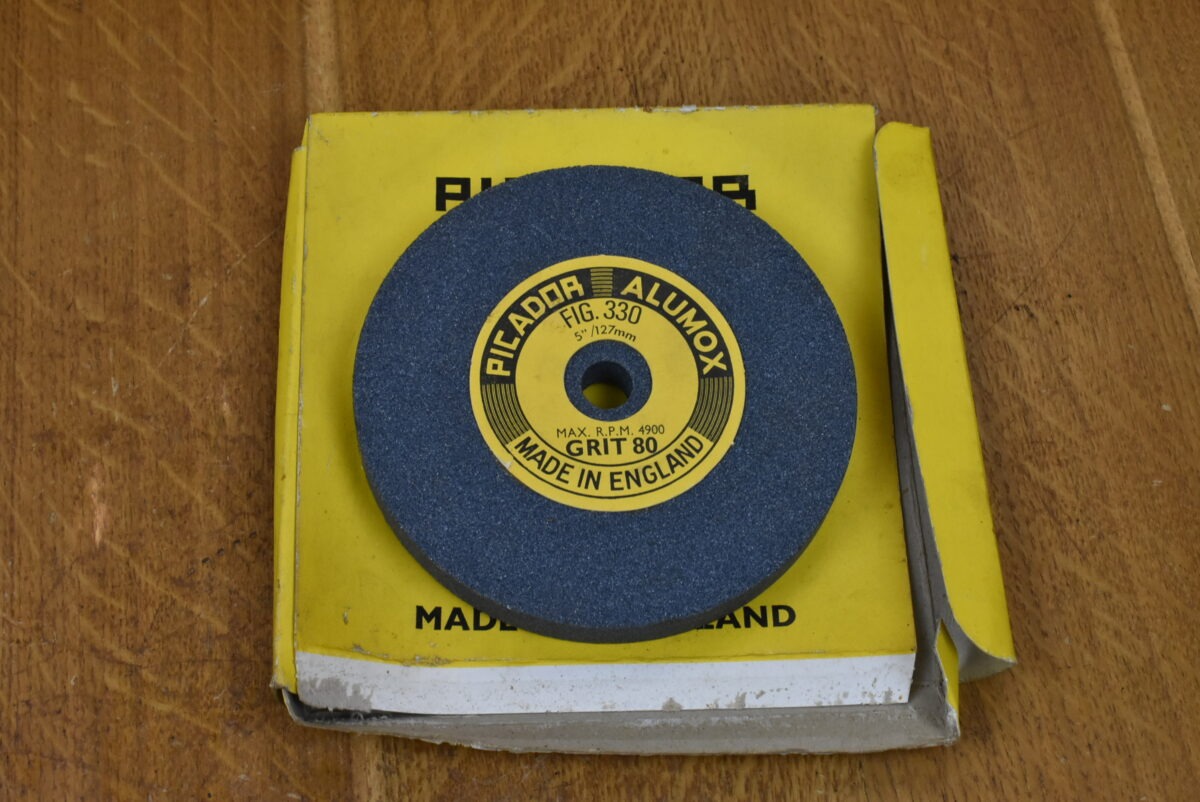 PICADOR ALUMOX
FIG. 330
5"/127mm
MAX. R.P.M. 4900
GRIT 80
MADE IN ENGLAND